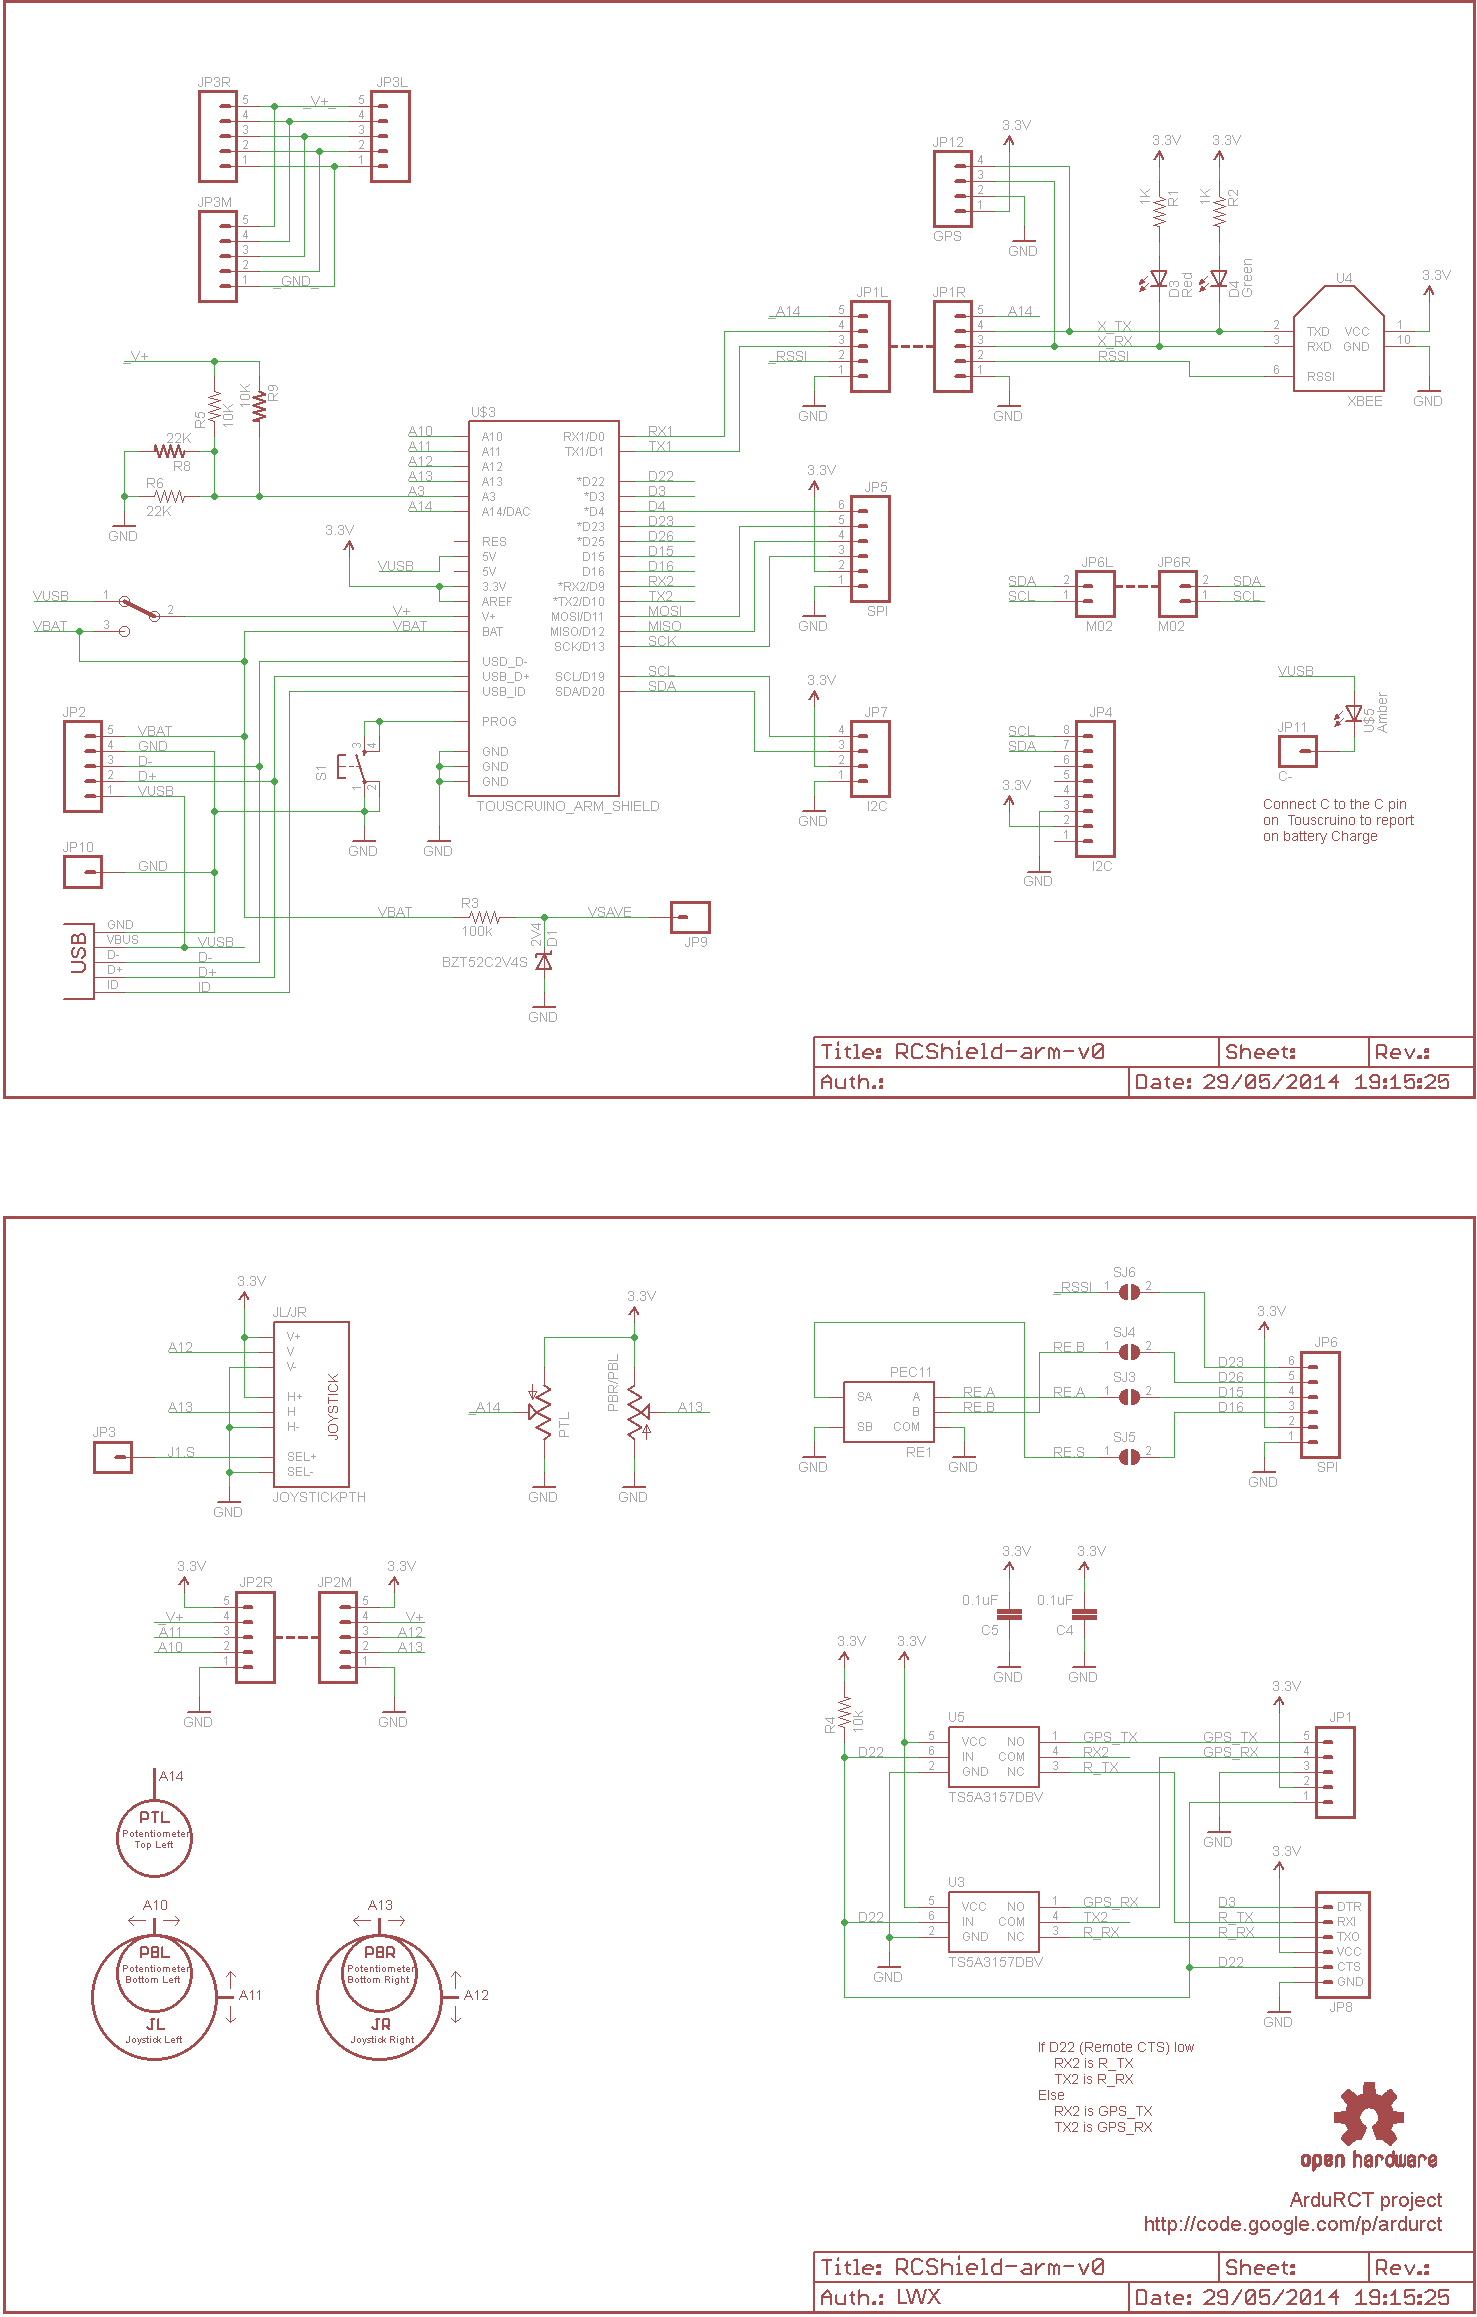 JP3R
JP3L
5 _V+_ 5
4 4
3 3
2 2
1 1
JP3M
5
4
3
2
1 _GND_
JP12
4
3
2
1
GPS
3.3V
GND
3.3V 3.3V
1K R1
1K R2
D3 Red
D4 Green
U4
3.3V
2 TXD VCC 1
3 RXD GND 10
6 RSSI
XBEE
GND
JP1L JP1R
_A14 5 5 A14
4 4 X_TX
3 3 X_RX
_RSSI 2 2 RSSI
1 1
GND GND
_V+
R5 10K
10K R9
22K
R8
R6
22K
GND
U$3
A10 A10 RX1/D0 RX1
A11 A11 TX1/D1 TX1
A12 A12
A13 A13 *D22 D22
A3 A3 *D3 D3
A14 A14/DAC *D4 D4
*D23 D23
RES *D25 D26
VUSB 5V D15 D15
5V D16 D16
3.3V 3.3V *RX2/D9 RX2
AREF *TX2/D10 TX2
V+ V+ MOSI/D11 MOSI
VBAT BAT MISO/D12 MISO
SCK/D13 SCK
USD_D-
USB_D+ SCL/D19 SCL
USB_ID SDA/D20 SDA
PROG
GND
GND
GND
TOUSCRUINO_ARM_SHIELD
VUSB 1
2
VBAT 3
3.3V
JP5
6
5
4
3
2
1
SPI
GND
JP6L JP6R
SDA 2 2 SDA
SCL 1 1 SCL
M02 M02
JP2
5 VBAT
4 GND
3 D-
2 D+
1 VUSB
S1
3 4
1 2
GND GND
3.3V
JP7
4
3
2
1
I2C
GND
JP4
SCL 8
SDA 7
6
5
4
3.3V 3
2
1
I2C
GND
VUSB
U$5 Amber
JP11
C-
Connect C to the C pin
on Touscruino to report
on battery Charge
JP10
GND
USB
GND
VBUS VUSB
D- D-
D+ D+
ID ID
VBAT R3 VSAVE
100k
2V4 D1
BZT52C2V4S
GND
JP9
Title: RCShield-arm-v0 Sheet: Rev.:
Auth.: Date: 29/05/2014 19:15:25
3.3V
JL/JR
V+
A12 V
V-
H+
A13 H
H-
JP3
J1.S SEL+
SEL-
JOYSTICK
JOYSTICKPTH
GND
3.3V
_A14 PTL
PBR/PBL A13
GND GND
SJ6
_RSSI 1 2
SJ4
RE.B 1 2
SJ3
RE.A 1 2
SJ5
RE.S 1 2
PEC11
SA A RE.A
B RE.B
SB COM
RE1
GND GND
3.3V
JP6
D23 6
D26 5
D15 4
D16 3
2
1
SPI
GND
3.3V 3.3V
JP2R JP2M
5 5
_V+ 4 4 V+
A11 3 3 A12
A10 2 2 A13
1 1
GND GND
3.3V 3.3V
0.1uF 0.1uF
C5 C4
GND GND
3.3V 3.3V
R4 10k
U5
5 VCC NO 1 GPS_TX
D22 6 IN COM 4 RX2
2 GND NC 3 R_TX
TS5A3157DBV
3.3V
JP1
GPS_TX 5
GPS_RX 4
3
2
1
GND
U3
5 VCC NO 1 GPS_RX
D22 6 IN COM 4 TX2
2 GND NC 3 R_RX
TS5A3157DBV
GND
3.3V
D3 DTR
R_TX RXI
R_RX TXO
VCC
D22 CTS
GND
JP8
GND
A14
PTL
Potentiometer
Top Left
A10
PBL
Potentiometer
Bottom Left
A11
JL
Joystick Left
A13
PBR
Potentiometer
Bottom Right
A12
JR
Joystick Right
If D22 (Remote CTS) low
RX2 is R_TX
TX2 is R_RX
Else
RX2 is GPS_TX
TX2 is GPS_RX
open hardware
ArduRCT project
http://code.google.com/p/ardurct
Title: RCShield-arm-v0 Sheet: Rev.:
Auth.: LWX Date: 29/05/2014 19:15:25